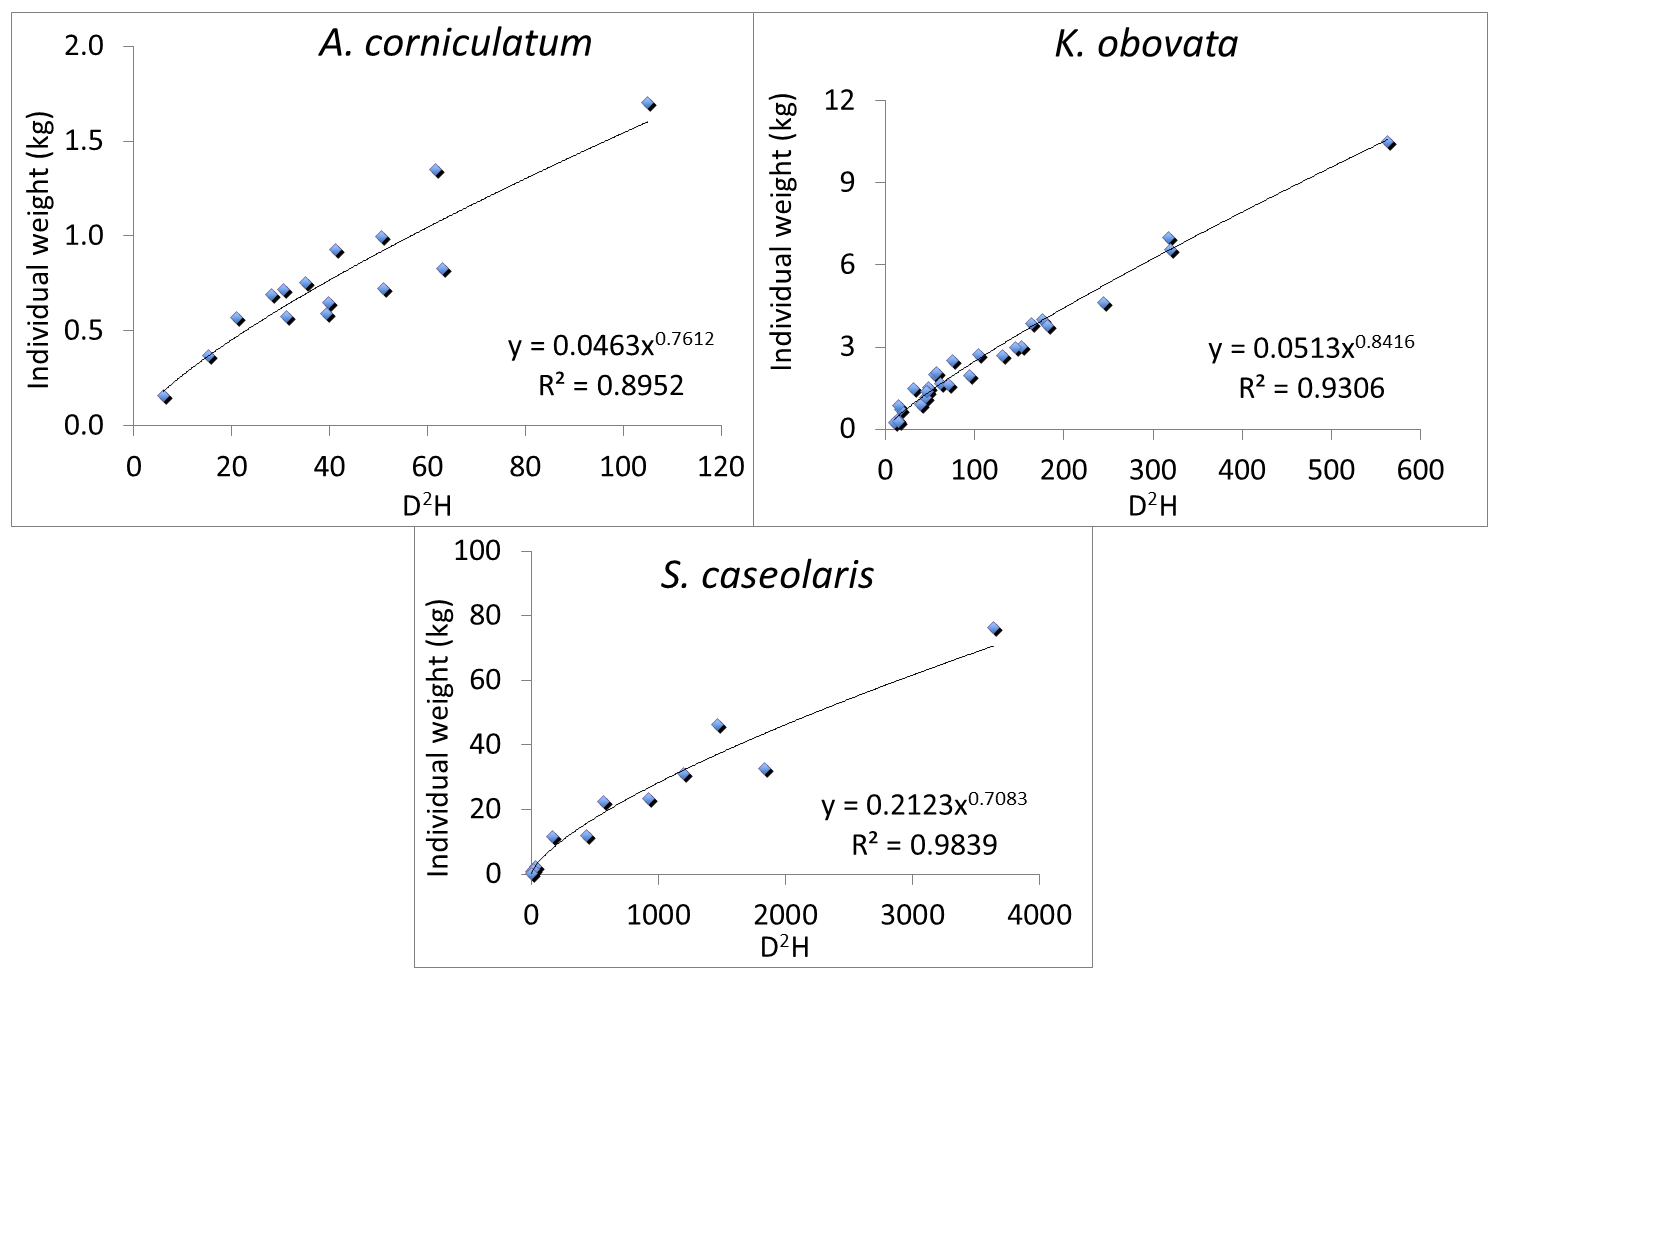 A. corniculatum
2.0
1.5
1.0
0.5
0.0
Individual weight (kg)
y = 0.0463x^0.7612
R² = 0.8952
0 20 40 60 80 100 120
D²H
K. obovata
12
9
6
3
0
Individual weight (kg)
y = 0.0513x^0.8416
R² = 0.9306
0 100 200 300 400 500 600
D²H
S. caseolaris
100
80
60
40
20
0
Individual weight (kg)
y = 0.2123x^0.7083
R² = 0.9839
0 1000 2000 3000 4000
D²H